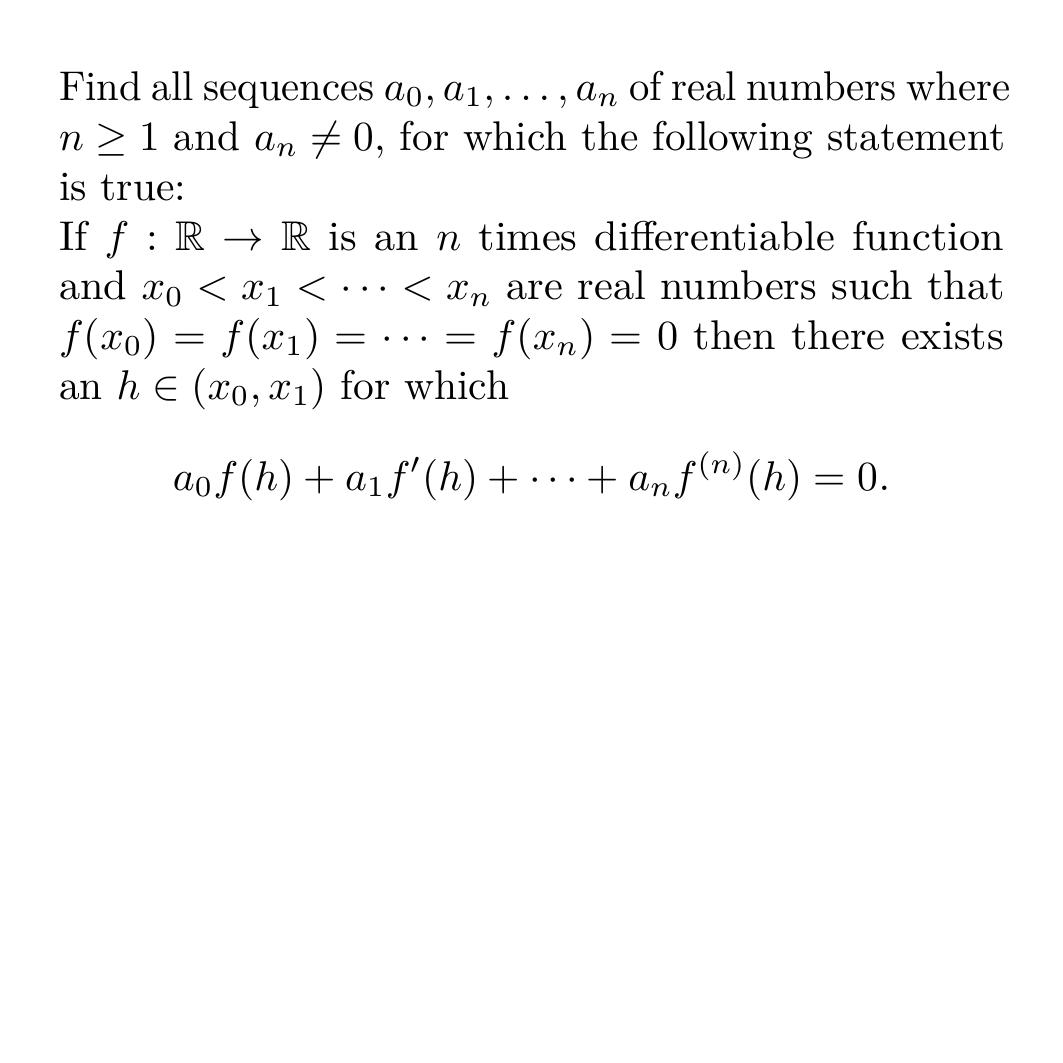 Find all sequences $a_0, a_1, \ldots, a_n$ of real numbers where
$n \geq 1$ and $a_n \neq 0$, for which the following statement
is true:
If $f : \mathbb{R} \to \mathbb{R}$ is an $n$ times differentiable function
and $x_0 < x_1 < \cdots < x_n$ are real numbers such that
$f(x_0) = f(x_1) = \cdots = f(x_n) = 0$ then there exists
an $h \in (x_0, x_1)$ for which
$a_0 f(h) + a_1 f'(h) + \cdots + a_n f^{(n)}(h) = 0.$